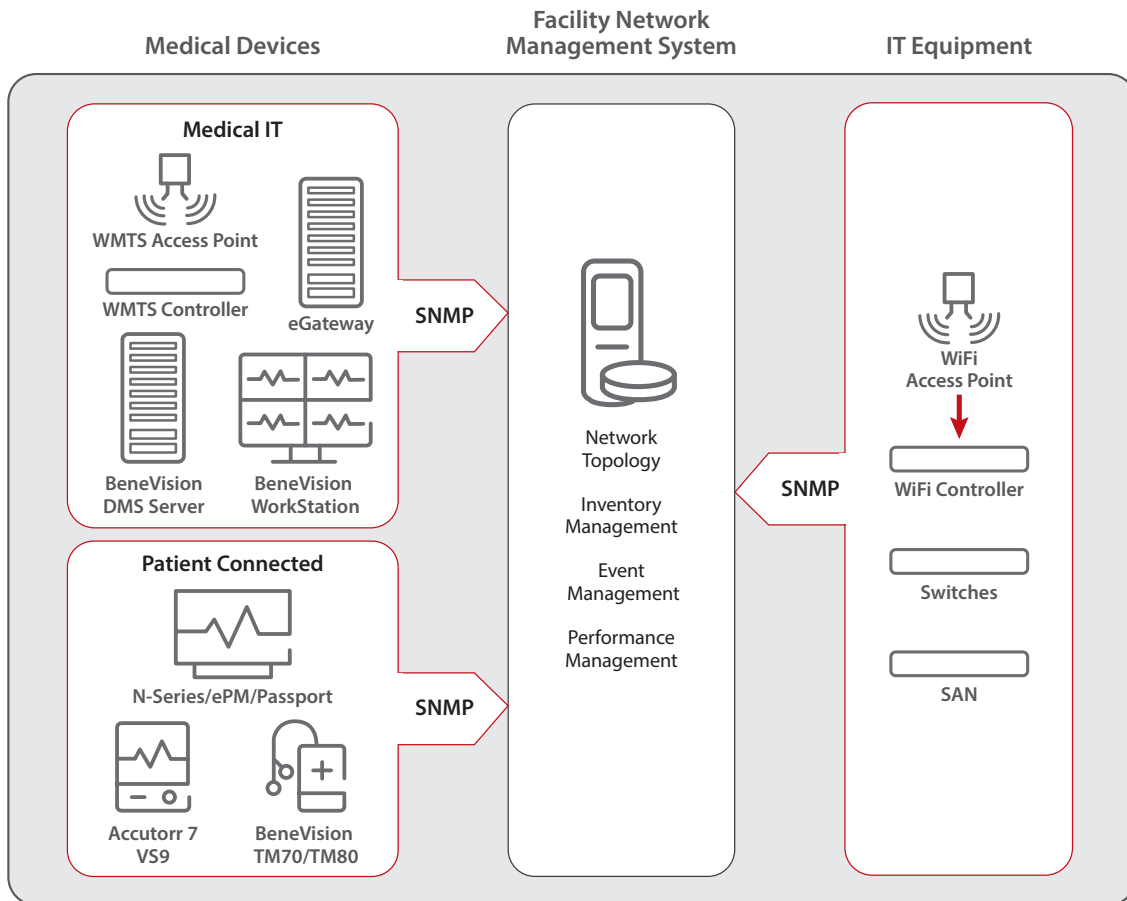 Medical Devices
Facility Network
Management System
IT Equipment
Medical IT
WMTS Access Point
WMTS Controller
eGateway
BeneVision
DMS Server
BeneVision
WorkStation
SNMP
Patient Connected
N-Series/ePM/Passport
Accutorr 7
VS9
BeneVision
TM70/TM80
SNMP
Network
Topology
Inventory
Management
Event
Management
Performance
Management
SNMP
WiFi
Access Point
WiFi Controller
Switches
SAN